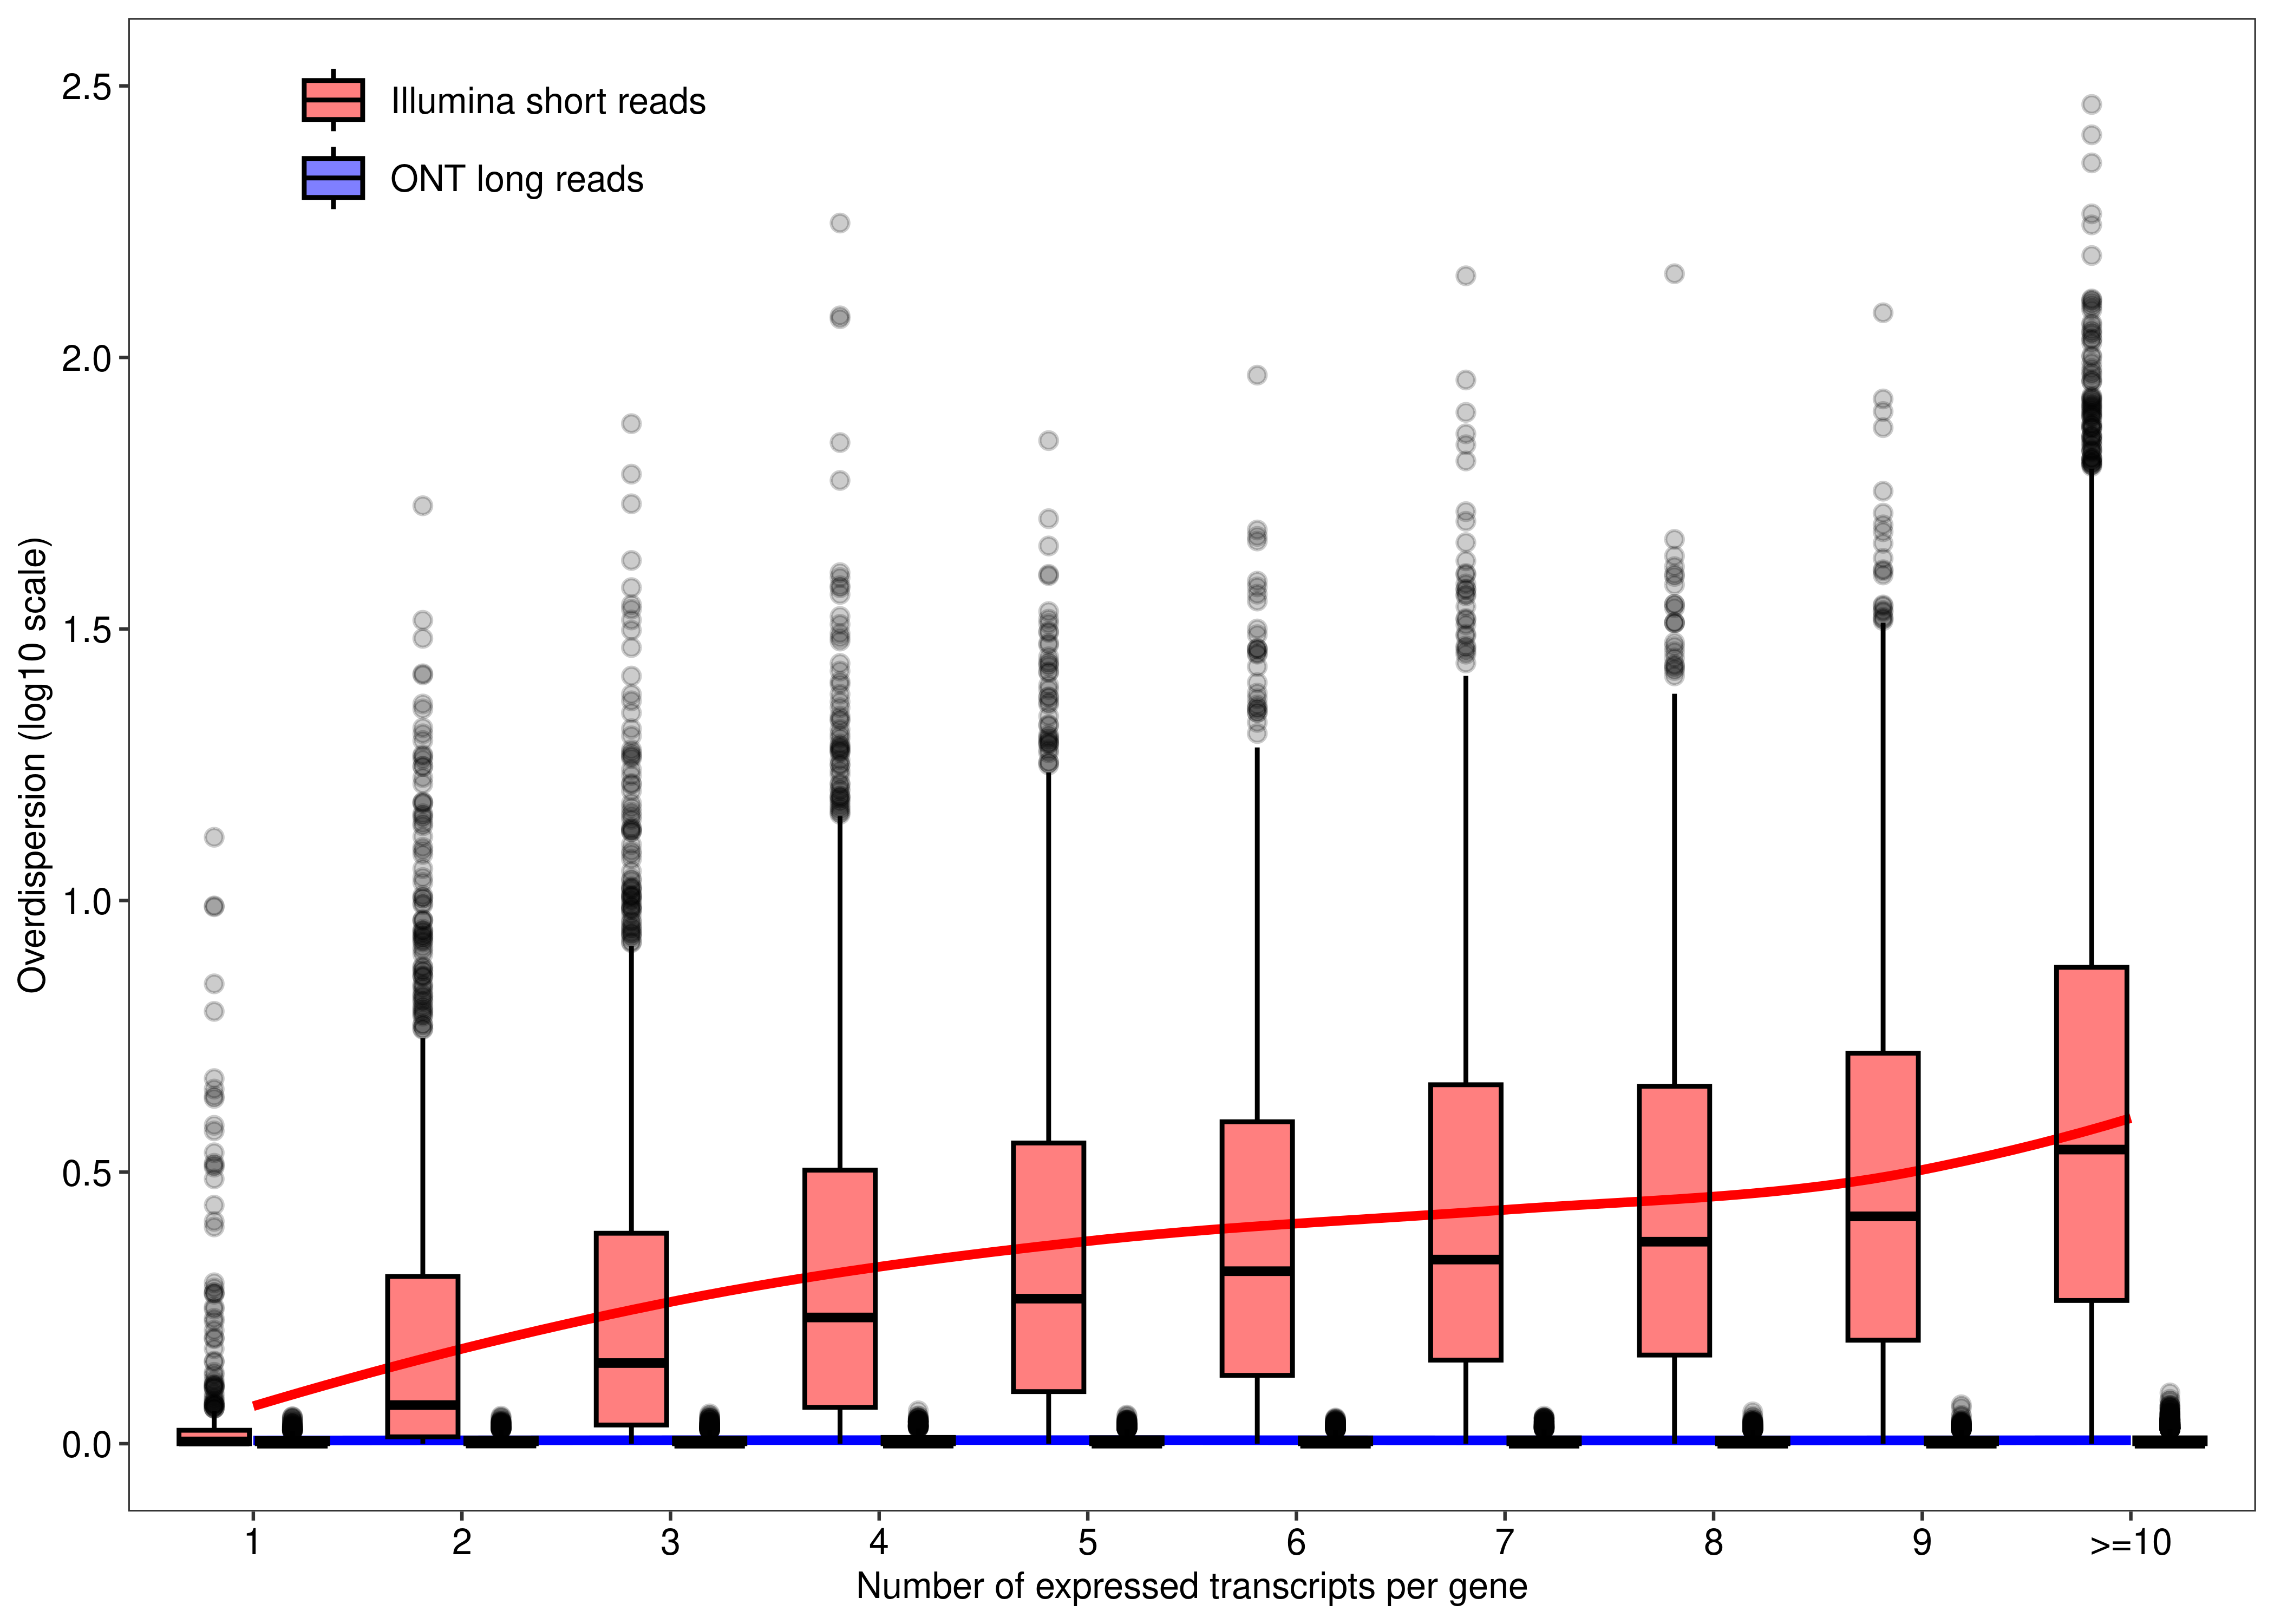 Illumina short reads
ONT long reads
Overdispersion (log10 scale)
2.5
2.0
1.5
1.0
0.5
0.0
1 2 3 4 5 6 7 8 9 >=10
Number of expressed transcripts per gene